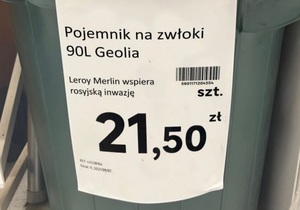 Pojemnik na zwłoki
90L Geolia
Leroy Merlin wspiera
rosyjską inwazję
szt.
21,50 zł